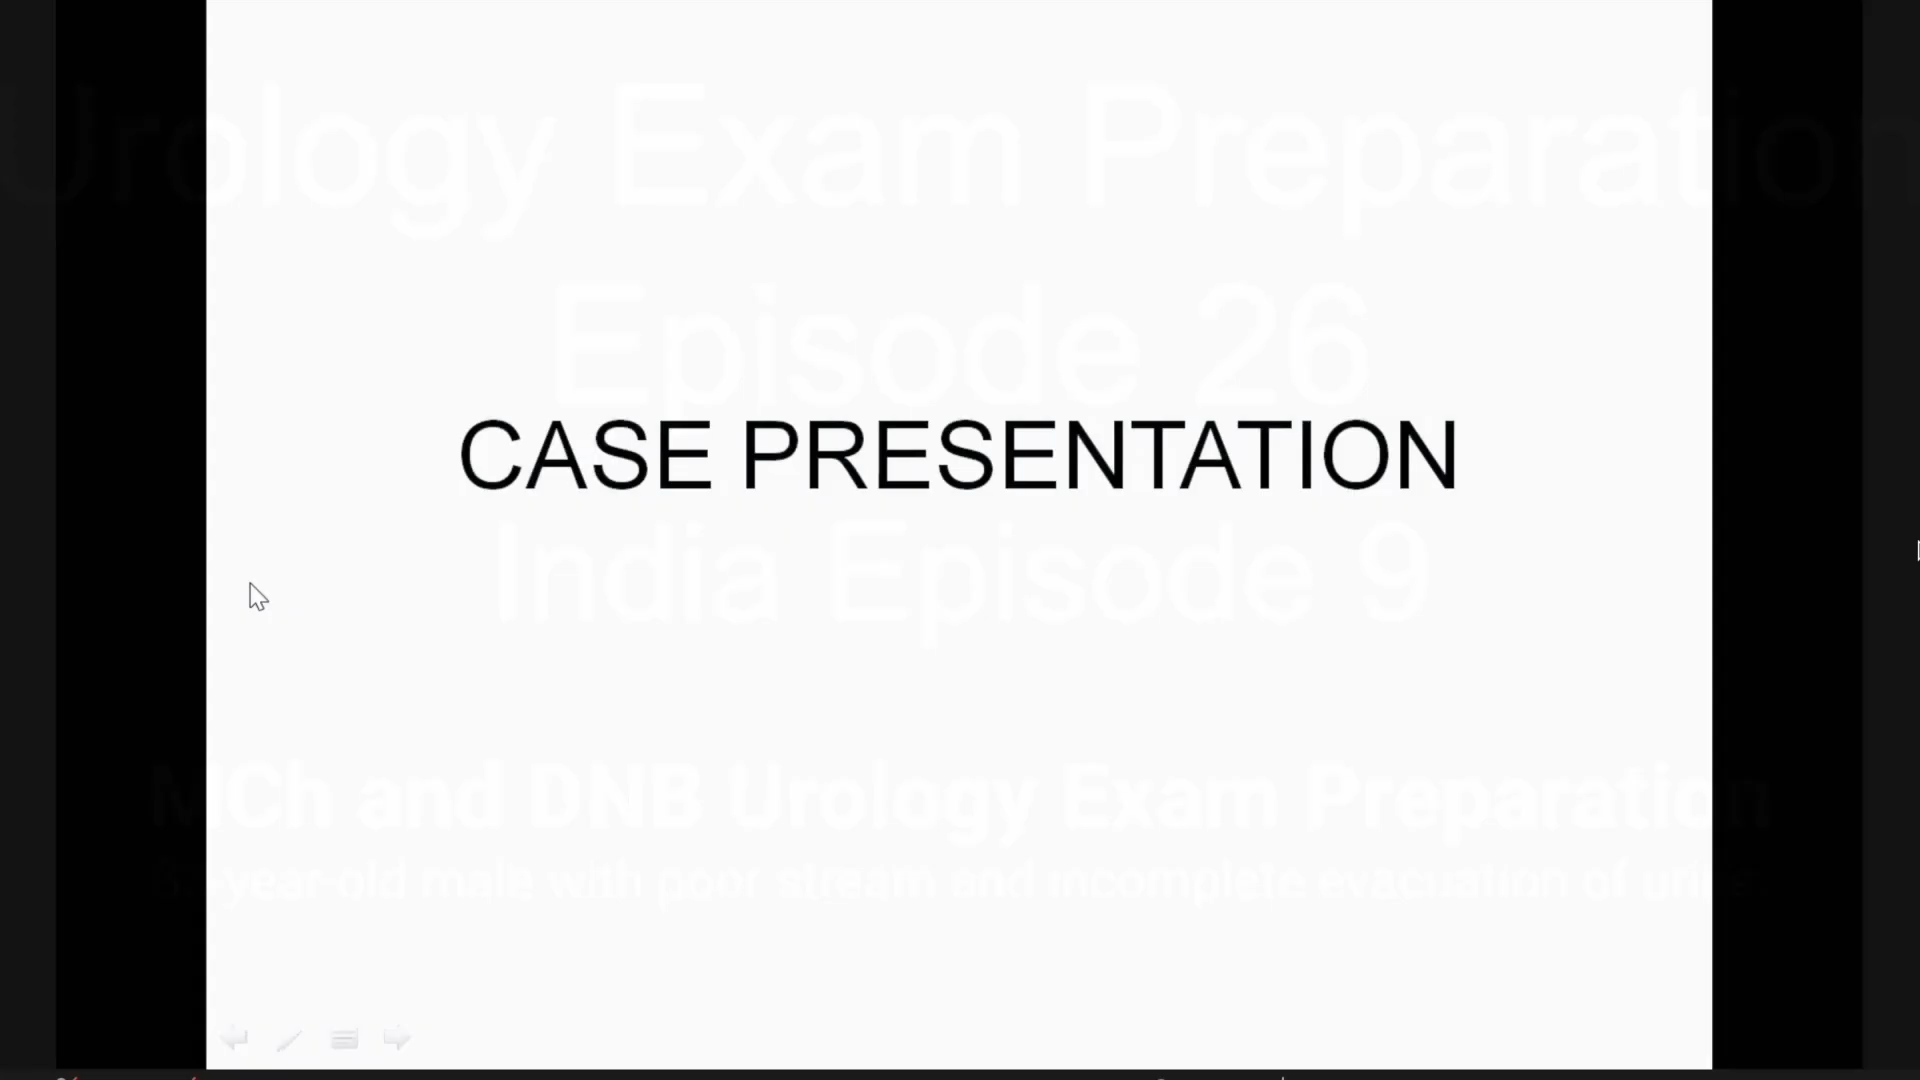 Urology Exam Preparation
Episode 26
CASE PRESENTATION
India Episode 9
MCh and DNB Urology Exam Preparation
-year-old male with poor stream and incomplete evacuation of urine